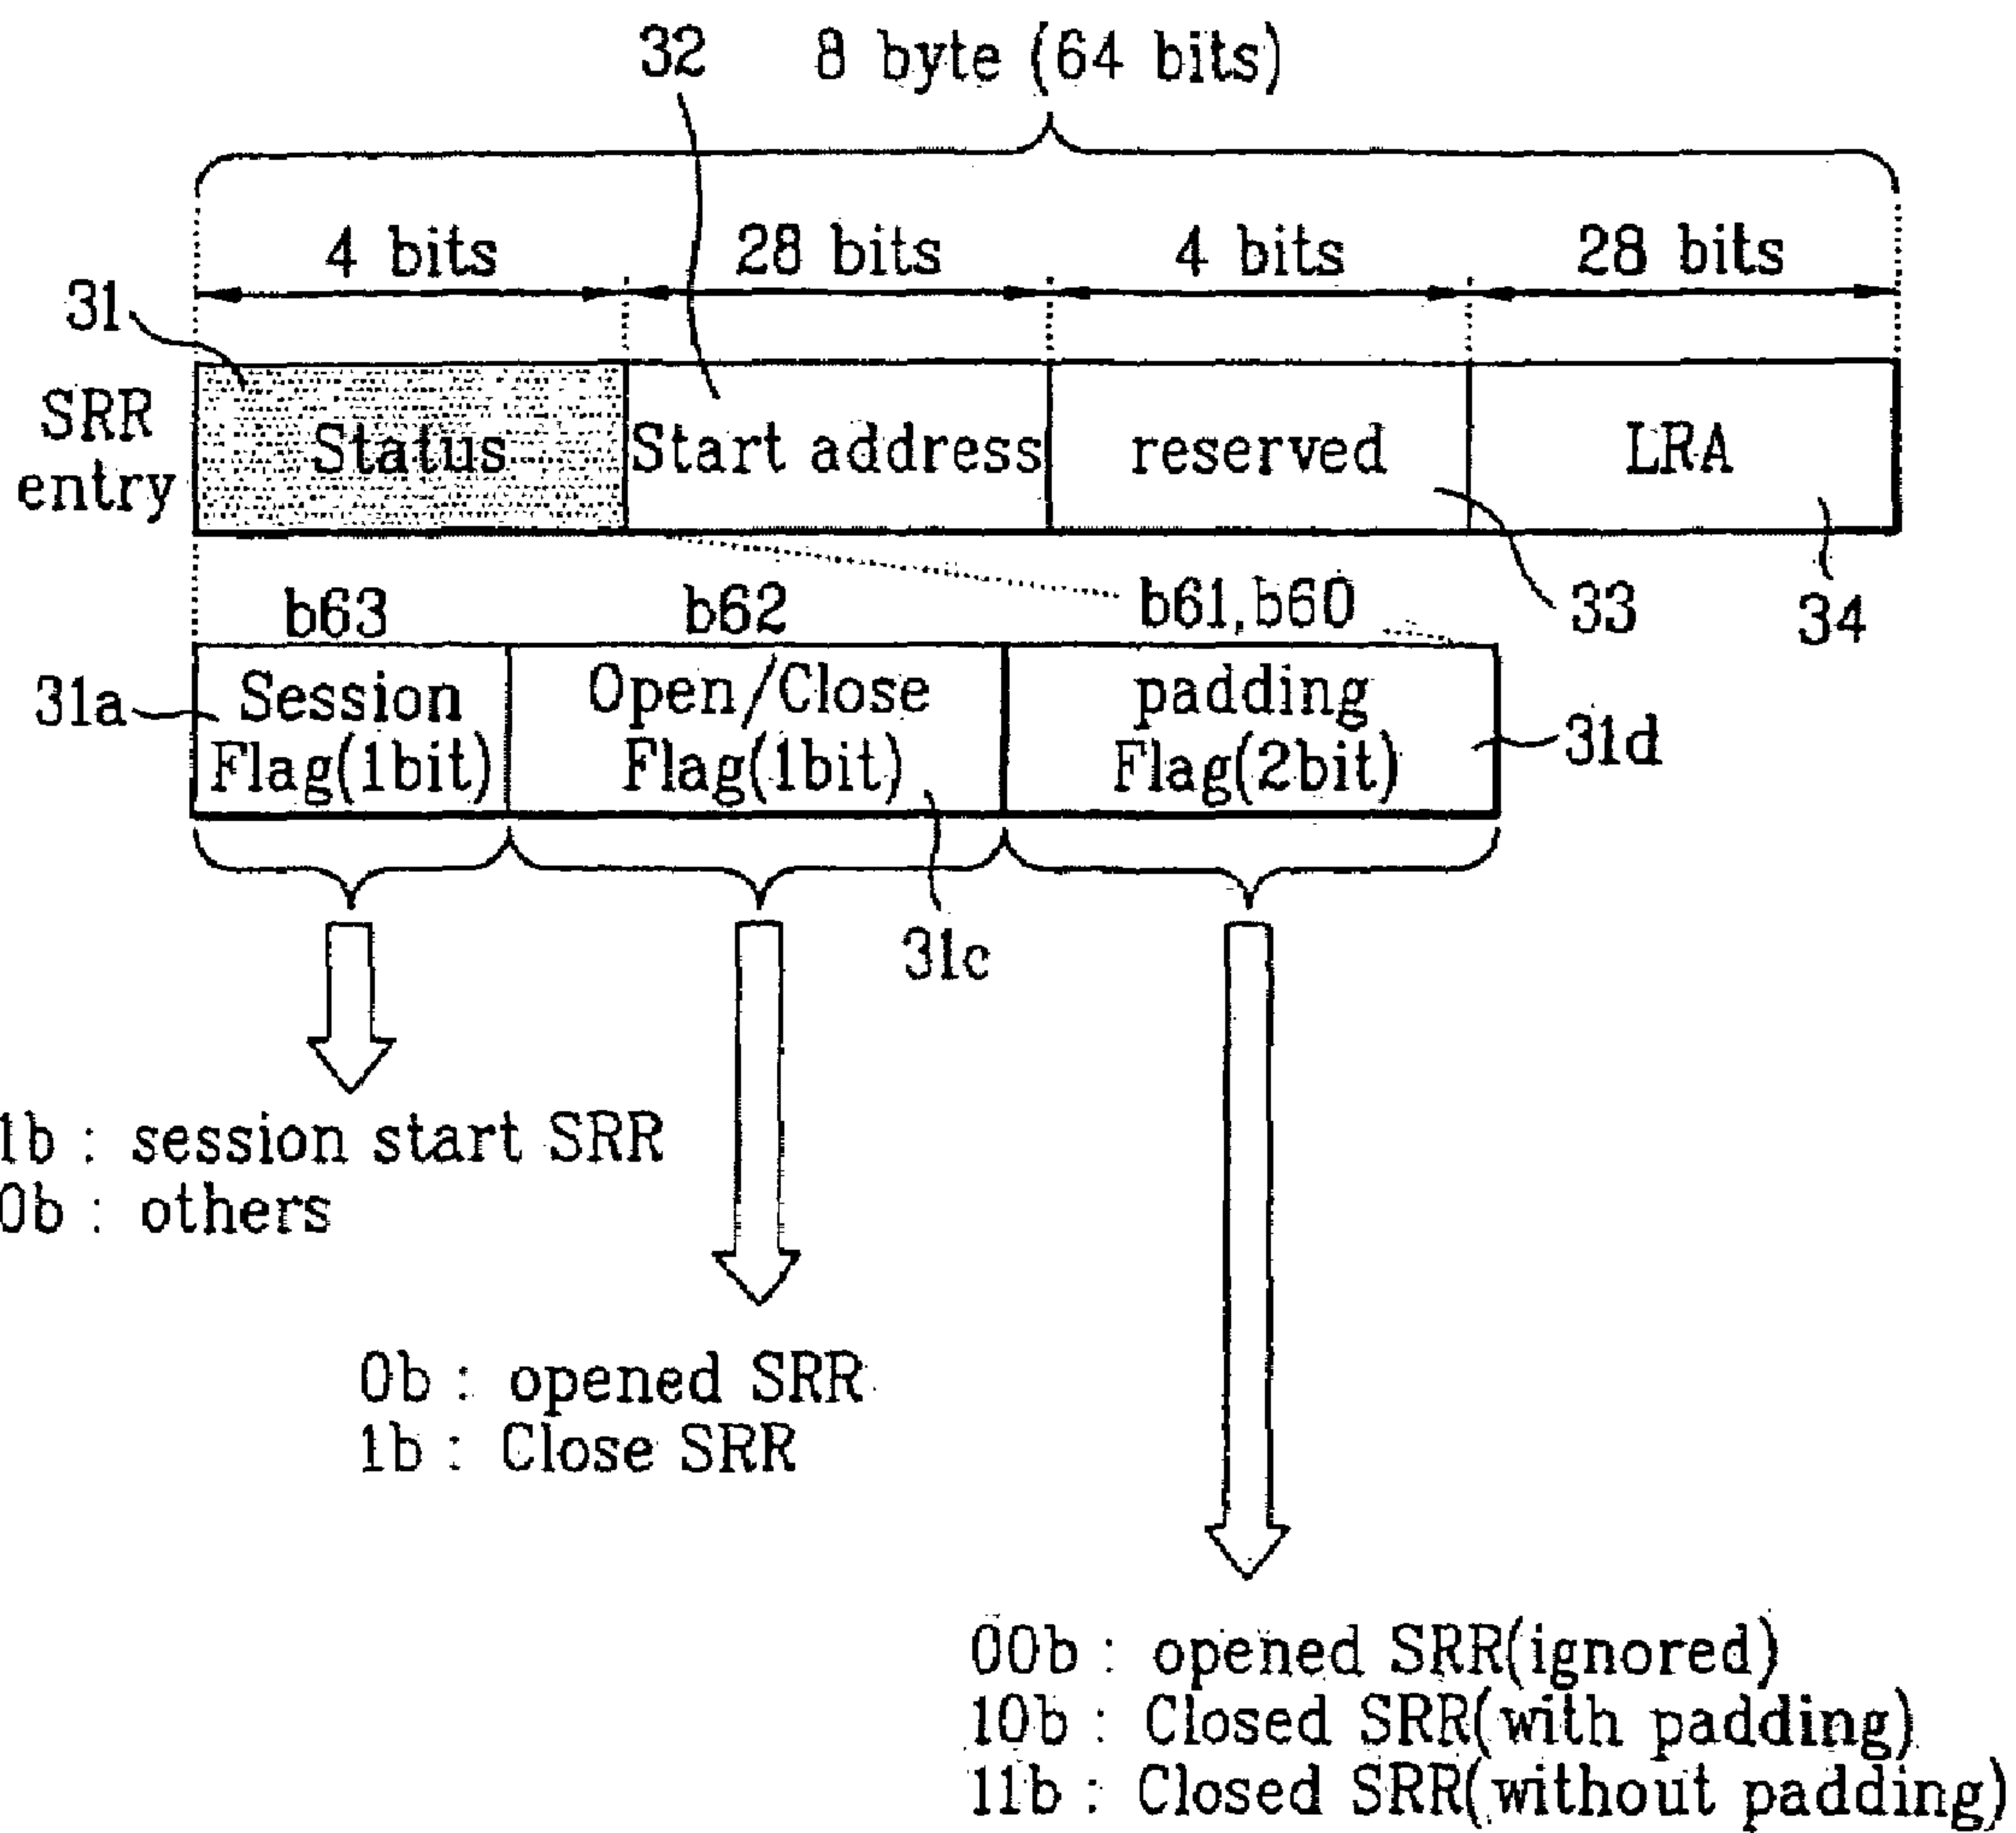 32
8 byte (64 bits)
4 bits 28 bits 4 bits 28 bits
31
SRR entry
Status Start address reserved LRA
b63 b62 b61,b60
33
34
31a
Session Flag(1bit)
Open/Close Flag(1bit)
padding Flag(2bit)
31d
31c
1b : session start SRR
0b : others
0b : opened SRR
1b : Close SRR
00b : opened SRR(ignored)
10b : Closed SRR(with padding)
11b : Closed SRR(without padding)